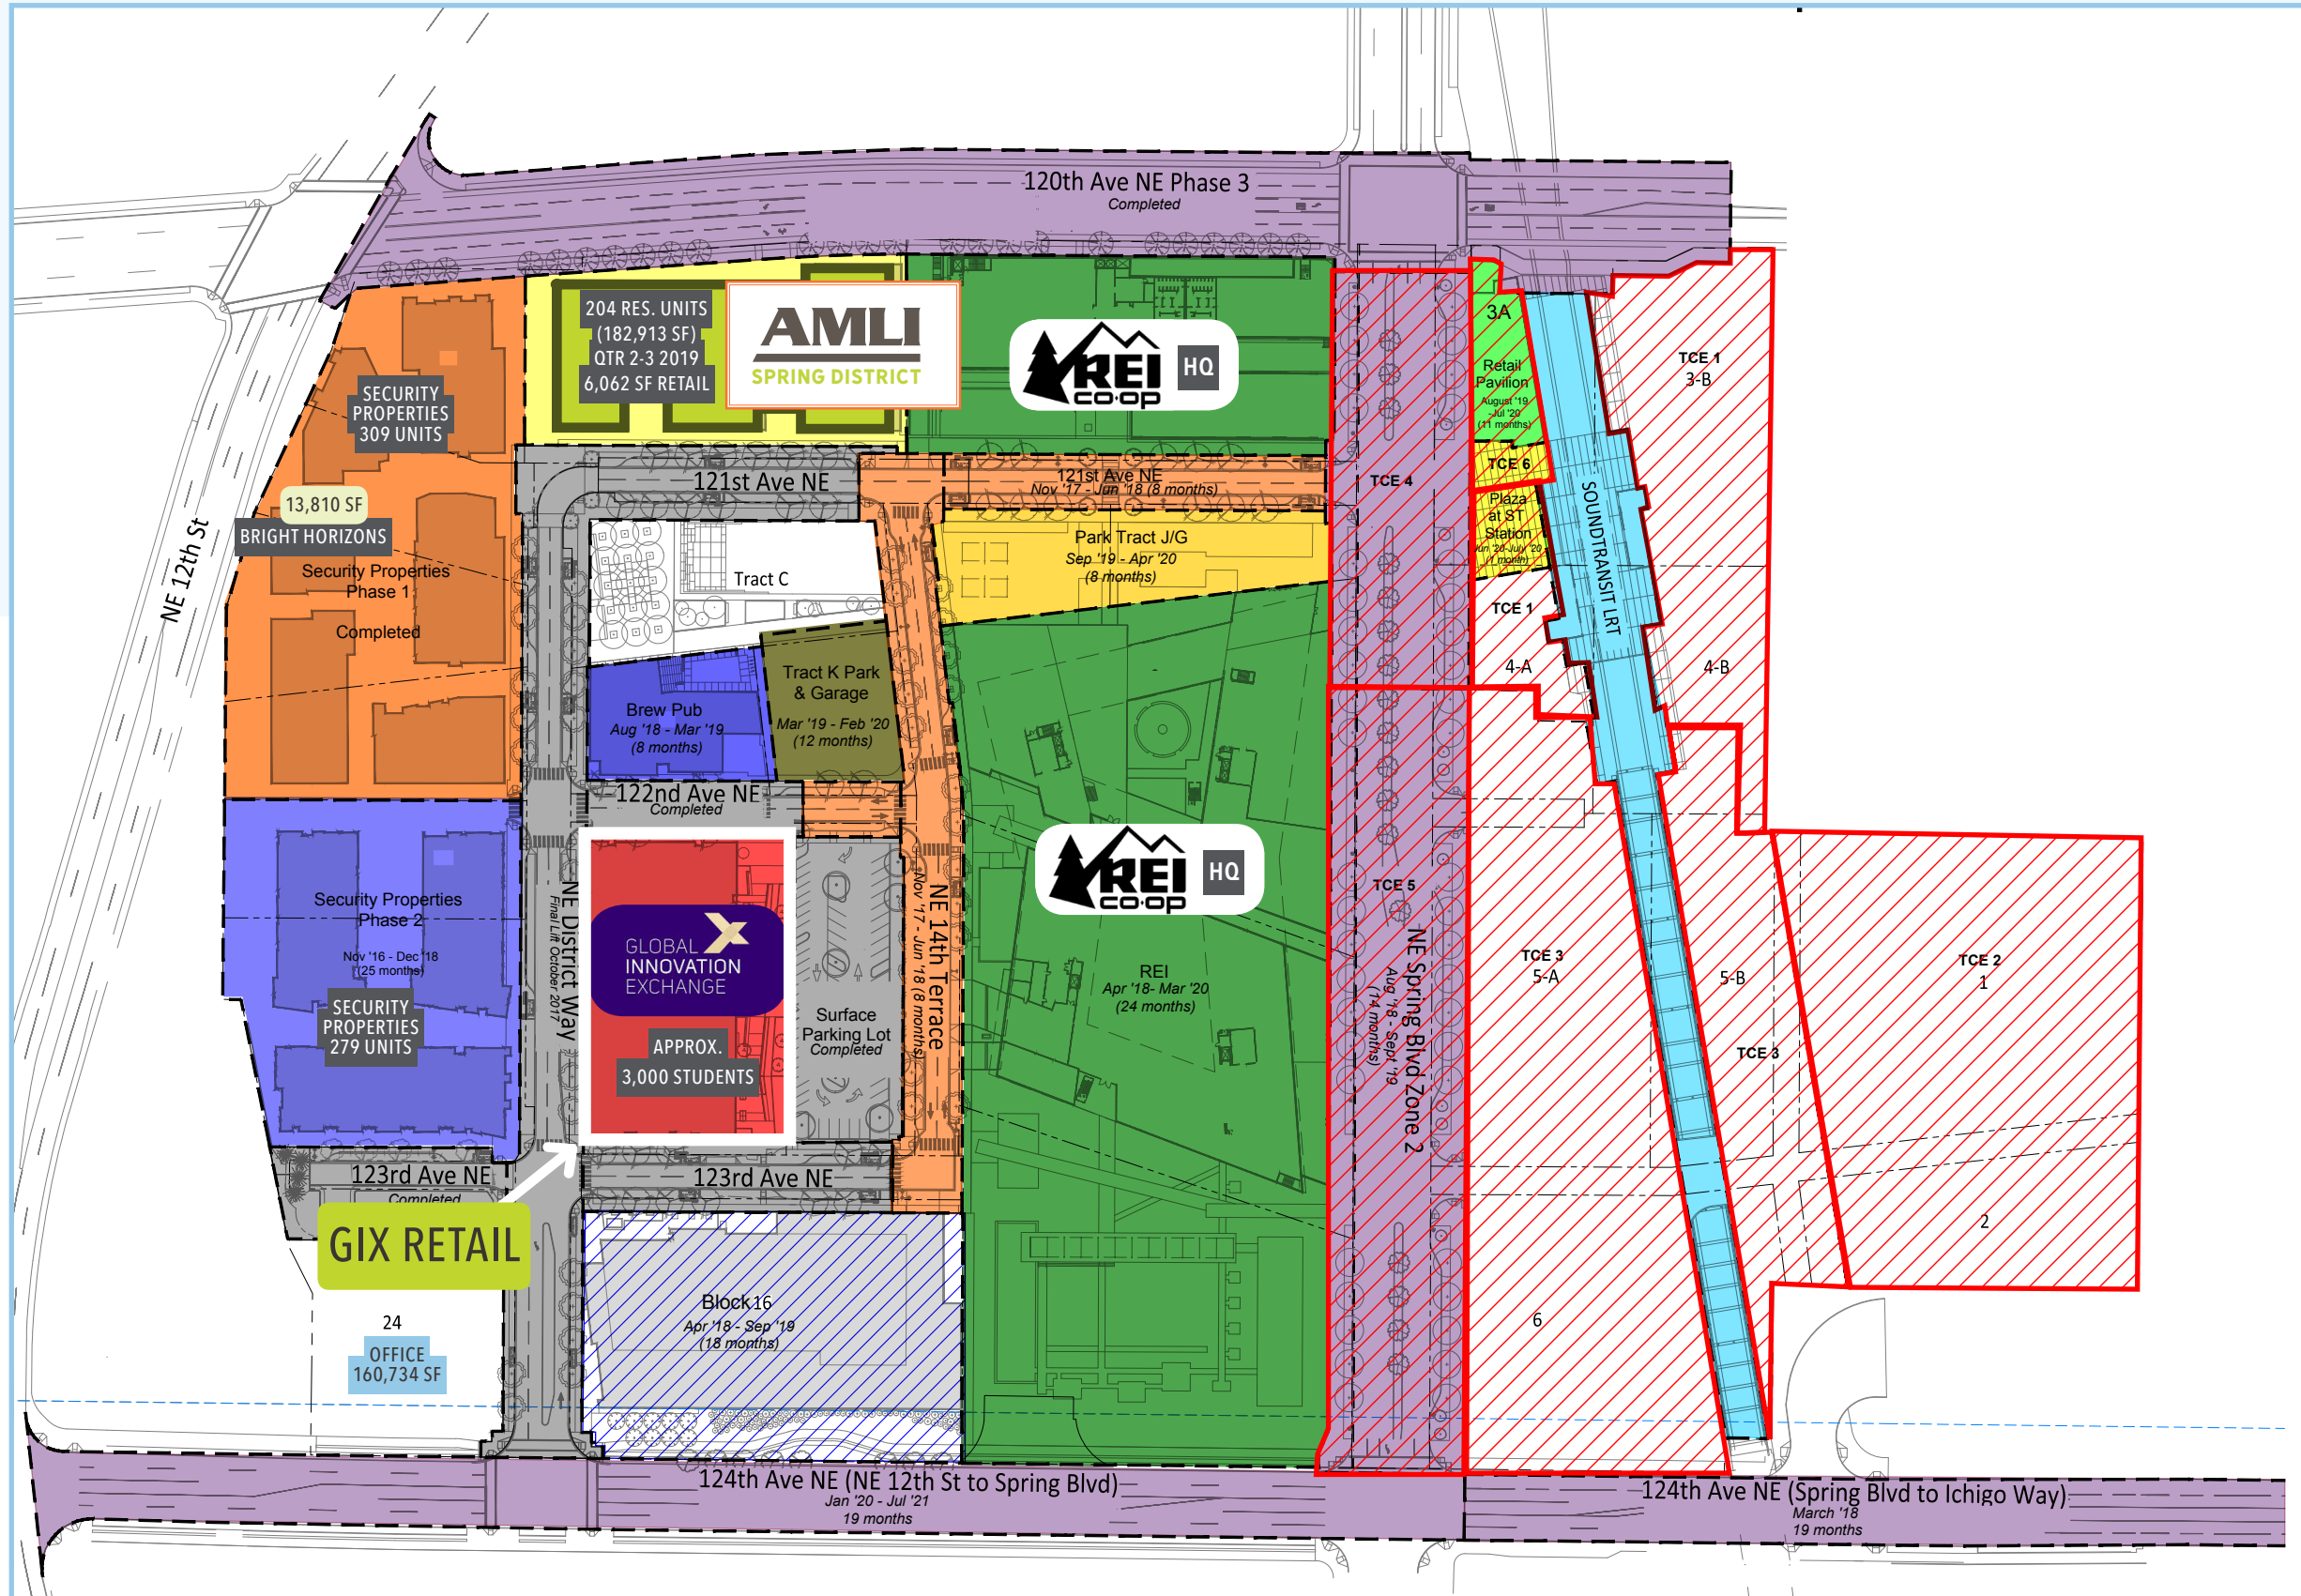 120th Ave NE Phase 3
Completed
204 RES. UNITS
(182,913 SF)
QTR 2-3 2019
6,062 SF RETAIL
AMLI
SPRING DISTRICT
REI
co·op
HQ
3A
Retail
Pavilion
August '19
-Jul '20
(11 months)
TCE 1
3-B
SECURITY
PROPERTIES
309 UNITS
13,810 SF
BRIGHT HORIZONS
Security Properties
Phase 1
Completed
NE 12th St
121st Ave NE
121st Ave NE
Nov '17 - Jun '18 (8 months)
TCE 4
TCE 6
Plaza
at ST
Station
Jun '20-July '20
(1 month)
SOUNDTRANSIT LRT
Tract C
Park Tract J/G
Sep '19 - Apr '20
(8 months)
TCE 1
4-A
4-B
Brew Pub
Aug '18 - Mar '19
(8 months)
Tract K Park
& Garage
Mar '19 - Feb '20
(12 months)
122nd Ave NE
Completed
Security Properties
Phase 2
Nov '16 - Dec '18
(25 months)
SECURITY
PROPERTIES
279 UNITS
NE District Way
Final Lift October 2017
GLOBAL
INNOVATION
EXCHANGE
APPROX.
3,000 STUDENTS
Surface
Parking Lot
Completed
NE 14th Terrace
Nov '17 - Jun '18 (8 months)
REI
co·op
HQ
REI
Apr '18- Mar '20
(24 months)
TCE 5
NE Spring Blvd Zone 2
Aug '18 - Sept '19
(14 months)
TCE 3
5-A
5-B
TCE 3
TCE 2
1
2
6
123rd Ave NE
Completed
123rd Ave NE
GIX RETAIL
24
OFFICE
160,734 SF
Block 16
Apr '18 - Sep '19
(18 months)
124th Ave NE (NE 12th St to Spring Blvd)
Jan '20 - Jul '21
19 months
124th Ave NE (Spring Blvd to Ichigo Way)
March '18
19 months